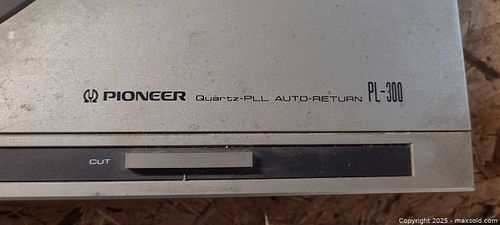 PIONEER Quartz-PLL AUTO-RETURN PL-300
CUT
Copyright © 2025 - maxsold.com